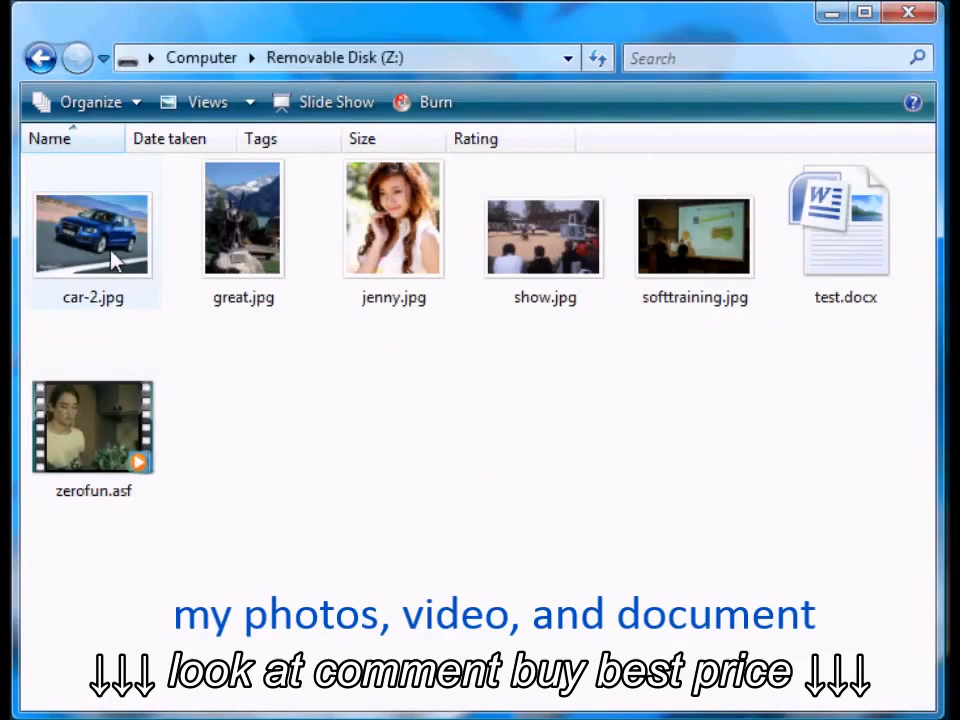 Computer Removable Disk (Z:) Search
Organize Views Slide Show Burn
Name Date taken Tags Size Rating
car-2.jpg great.jpg jenny.jpg show.jpg softtraining.jpg test.docx
zerofun.asf
my photos, video, and document
↓↓↓ look at comment buy best price ↓↓↓